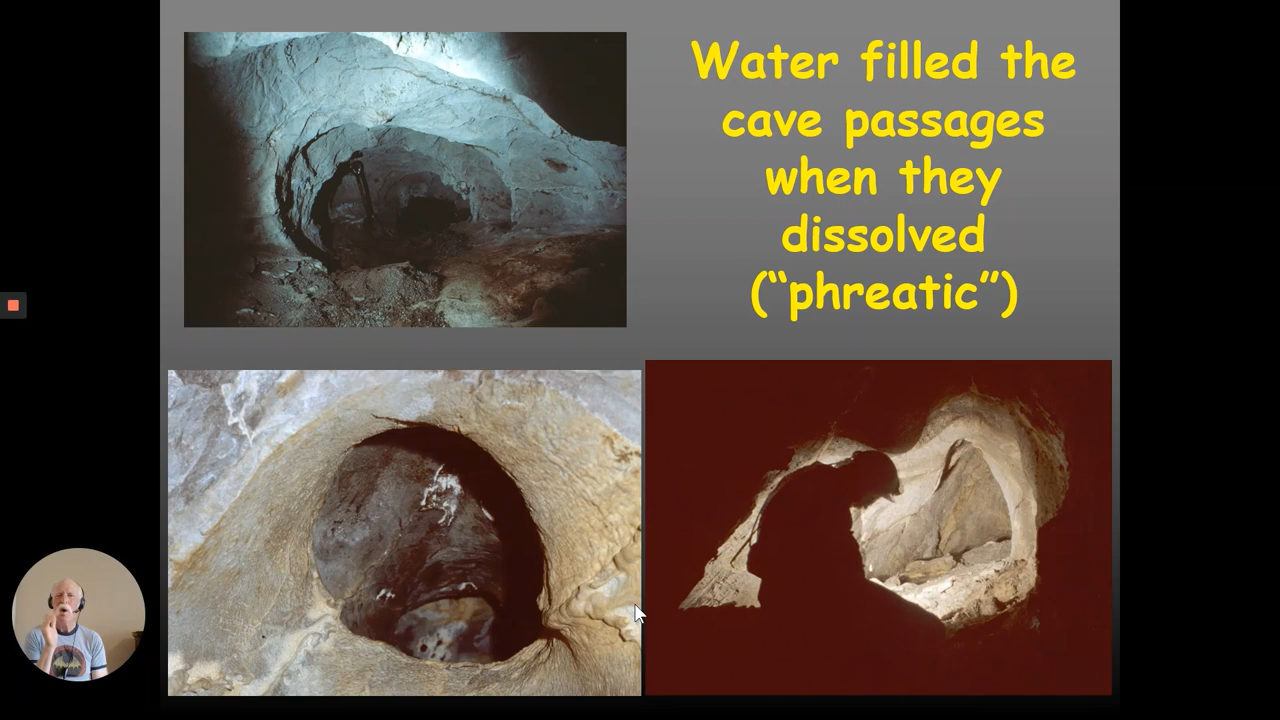 Water filled the
cave passages
when they
dissolved
(“phreatic”)